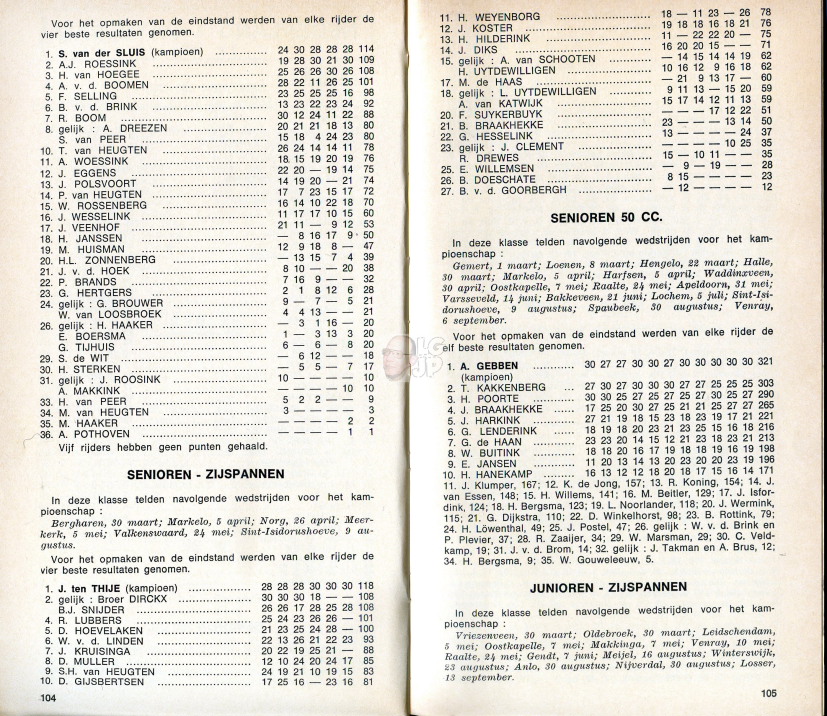 Voor het opmaken van de eindstand werden van elke rijder de
vier beste resultaten genomen.
1. S. van der SLUIS (kampioen) .................. 24 30 28 28 28 114
2. A.J. ROESSINK .................. 19 28 30 21 30 109
3. H. van HOEGEE .................. 25 26 26 30 26 108
4. A. v. d. BOOMEN .................. 28 22 11 26 25 101
5. F. SELLING .................. 23 25 25 25 16 98
6. B. v. d. BRINK .................. 13 23 22 23 24 92
7. R. BOOM .................. 30 12 24 11 22 88
8. gelijk : A. DREEZEN .................. 20 21 21 18 13 80
S. van PEER .................. 15 18 4 24 23 80
10. T. van HEUGTEN .................. 26 24 14 14 11 78
11. A. WOESSINK .................. 18 15 19 20 19 76
12. J. EGGENS .................. 22 20 — 19 14 75
13. J. POLSVOORT .................. 14 19 20 — 21 74
14. P. van HEUGTEN .................. 17 7 23 15 17 72
15. W. ROSSENBERG .................. 16 14 10 22 18 70
16. J. WESSELINK .................. 11 17 17 10 15 60
17. J. VEENHOF .................. 21 11 — 9 12 53
18. H. JANSSEN .................. — 8 16 17 9 50
19. M. HUISMAN .................. 12 9 18 8 — 47
20. H.L. ZONNENBERG .................. — 13 15 7 4 39
21. J. v. d. HOEK .................. 8 10 — — 20 38
22. P. BRANDS .................. 7 16 9 — — 32
23. G. HERTGERS .................. 2 1 8 12 6 28
24. gelijk : G. BROUWER .................. 9 — 7 — 5 21
W. van LOOSBROEK .................. 4 4 13 — — 21
26. gelijk : H. HAAKER .................. — 3 1 16 — 20
E. BOERSMA .................. 1 — 3 13 3 20
G. TIJHUIS .................. 6 — 6 — 8 20
29. S. de WIT .................. — 6 12 — — 18
30. H. STERKEN .................. — 5 5 — 7 17
31. gelijk : J. ROOSINK .................. 10 — — — — 10
A. MAKKINK .................. — — — — 10 10
33. H. van PEER .................. 5 2 2 — — 9
34. M. van HEUGTEN .................. 3 — — — — 3
35. M. HAAKER .................. — — — — 2 2
36. A. POTHOVEN .................. — — — — 1 1
Vijf rijders hebben geen punten gehaald.
SENIOREN - ZIJSPANNEN
In deze klasse telden navolgende wedstrijden voor het kam-
pioenschap :
Bergharen, 30 maart; Markelo, 5 april; Norg, 26 april; Meer-
kerk, 5 mei; Valkenswaard, 24 mei; Sint-Isidorushoeve, 9 au-
gustus.
Voor het opmaken van de eindstand werden van elke rijder de
vier beste resultaten genomen.
1. J. ten THIJE (kampioen) .................. 28 28 28 30 30 30 118
2. gelijk : Broer DIRCKX .................. 30 30 30 18 — — 108
B.J. SNIJDER .................. 26 26 17 28 25 28 108
4. R. LUBBERS .................. 25 24 23 26 26 — 101
5. D. HOEVELAKEN .................. 21 23 25 24 28 — 100
6. W. v. d. LINDEN .................. 22 13 26 21 22 23 93
7. J. KRUISINGA .................. 20 22 19 25 21 — 88
8. D. MULLER .................. 12 10 24 20 24 17 85
9. S.H. van HEUGTEN .................. 24 19 21 10 19 15 83
10. D. GIJSBERTSEN .................. 17 25 16 — 23 16 81
104
11. H. WEYENBORG .................. 18 — 11 23 — 26 78
12. J. KOSTER .................. 19 18 18 16 18 21 76
13. H. HILDERINK .................. 11 — 22 22 20 — 75
14. J. DIKS .................. 16 20 20 15 — — 71
15. gelijk : A. van SCHOOTEN .................. — 14 15 14 14 19 62
H. UYTDEWILLIGEN .................. 10 16 12 9 16 18 62
17. M. de HAAS .................. — 21 9 13 17 — 60
18. gelijk : L. UYTDEWILLIGEN .................. 9 11 13 — 15 20 59
A. van KATWIJK .................. 15 17 14 12 11 13 59
20. F. SUYKERBUYK .................. — — — 17 12 22 51
21. B. BRAAKHEKKE .................. 23 — — — 13 14 50
22. G. HESSELINK .................. 13 — — — — 24 37
23. gelijk : J. CLEMENT .................. — — — — 10 25 35
R. DREWES .................. 15 — 10 11 — — 35
25. E. WILLEMSEN .................. — 9 — 19 — — 28
26. B. DOESCHATE .................. 8 15 — — — — 23
27. B. v. d. GOORBERGH .................. — 12 — — — — 12
SENIOREN 50 CC.
In deze klasse telden navolgende wedstrijden voor het kam-
pioenschap :
Gemert, 1 maart; Loenen, 8 maart; Hengelo, 22 maart; Halle,
30 maart; Markelo, 5 april; Harfsen, 5 april; Waddinxveen,
30 april; Oostkapelle, 7 mei; Raalte, 24 mei; Apeldoorn, 31 mei;
Varsseveld, 14 juni; Bakkeveen, 21 juni; Lochem, 5 juli; Sint-Isi-
dorushoeve, 9 augustus; Spaubeek, 30 augustus; Venray,
6 september.
Voor het opmaken van de eindstand werden van elke rijder de
elf beste resultaten genomen.
1. A. GEBBEN ............ 30 27 27 30 30 27 30 30 30 30 30 321
(kampioen)
2. T. KAKKENBERG ... 27 30 27 30 30 30 27 27 25 25 25 303
3. H. POORTE ............ 30 30 25 27 25 27 25 30 27 25 30 27 290
4. J. BRAAKHEKKE ...... 17 25 20 30 27 25 21 21 25 27 27 265
5. J. HARKINK ............ 27 21 19 18 15 23 18 23 19 17 21 221
6. G. LENDERINK ...... 18 19 18 20 23 21 23 25 15 16 18 216
7. G. de HAAN ............ 23 23 20 14 15 12 21 23 18 23 21 213
8. W. BUITINK ............ 18 18 20 16 17 19 18 18 19 16 19 198
9. E. JANSEN ............ 11 20 13 14 13 20 23 20 20 23 19 196
10. H. HANEKAMP ...... 16 13 12 12 18 20 18 17 15 16 14 171
11. J. Klumper, 167; 12. K. de Jong, 157; 13. R. Koning, 154; 14. J.
van Essen, 148; 15. H. Willems, 141; 16. M. Beitler, 129; 17. J. Isfor-
dink, 124; 18. H. Bergsma, 123; 19. L. Noorlander, 118; 20. J. Wermink,
115; 21. G. Dijkstra, 110; 22. D. Winkelhorst, 98; 23. B. Rottink, 79;
24. H. Löwenthal, 49; 25. J. Postel, 47; 26. gelijk : W. v. d. Brink en
P. Plevier, 37; 28. R. Zaaijer, 34; 29. W. Marsman, 29; 30. C. Veld-
kamp, 19; 31. J. v. d. Brom, 14; 32. gelijk : J. Takman en A. Brus, 12;
34. H. Bergsma, 9; 35. W. Gouweleeuw, 5.
JUNIOREN - ZIJSPANNEN
In deze klasse telden navolgende wedstrijden voor het kam-
pioenschap :
Vriezenveen, 30 maart; Oldebroek, 30 maart; Leidschendam,
5 mei; Oostkapelle, 7 mei; Makkinga, 7 mei; Venray, 10 mei;
Raalte, 24 mei; Gendt, 7 juni; Meijel, 16 augustus; Winterswijk,
23 augustus; Anlo, 30 augustus; Nijverdal, 30 augustus; Losser,
13 september.
105
LG
JP